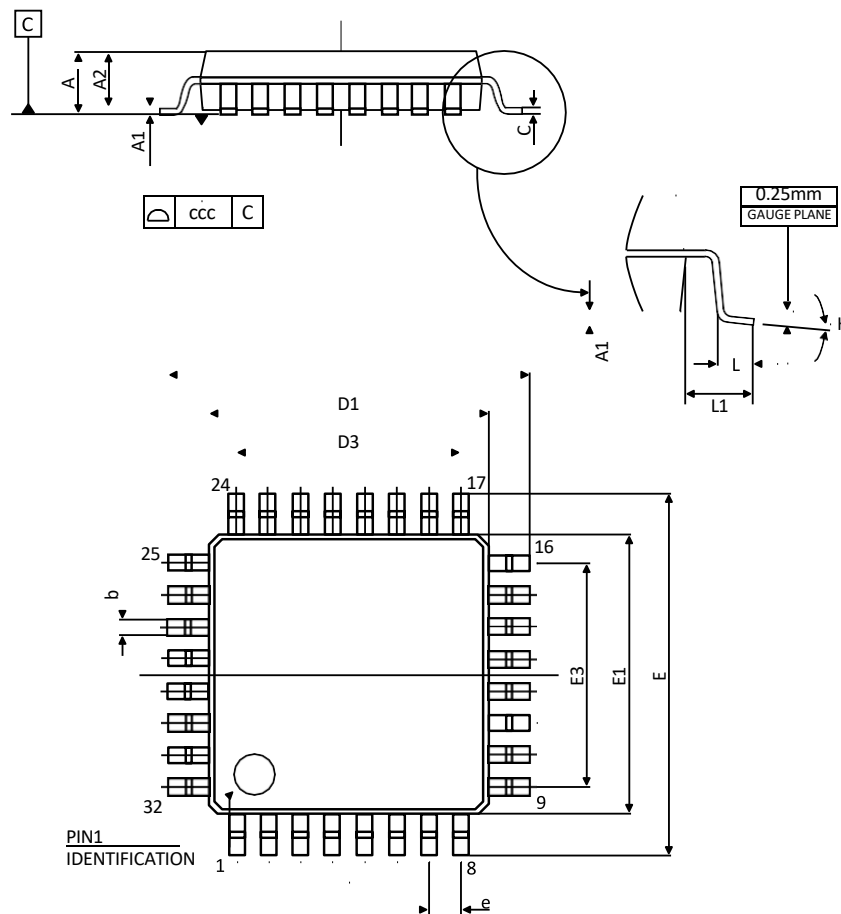 C
A
A2
A1
C
ccc
C
0.25mm
GAUGE PLANE
A1
L
L1
D1
D3
24
17
25
16
b
E3
E1
E
32
9
PIN1
IDENTIFICATION
1
8
e